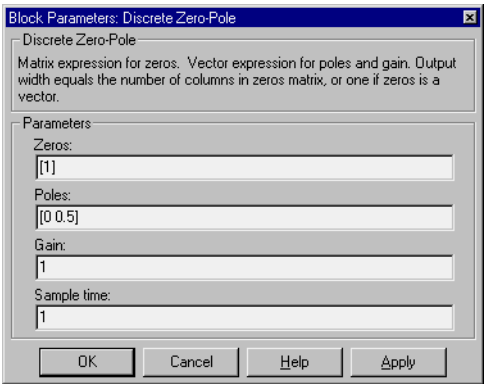 Block Parameters: Discrete Zero-Pole
Discrete Zero-Pole
Matrix expression for zeros.  Vector expression for poles and gain. Output
width equals the number of columns in zeros matrix, or one if zeros is a
vector.
Parameters
Zeros:
[1]
Poles:
[0 0.5]
Gain:
1
Sample time:
1
OK Cancel Help Apply